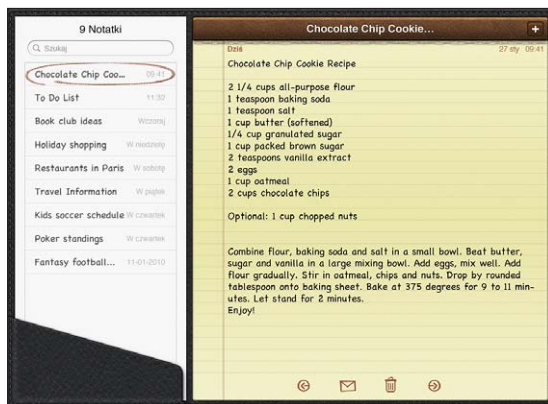 9 Notatki
Szukaj
Chocolate Chip Coo... 09:41
To Do List 11:32
Book club ideas Wczoraj
Holiday shopping W niedzielę
Restaurants in Paris W sobotę
Travel Information W piątek
Kids soccer schedule W czwartek
Poker standings W czwartek
Fantasy football... 11-01-2010
Chocolate Chip Cookie...
Dziś 27 sty 09:41
Chocolate Chip Cookie Recipe
2 1/4 cups all-purpose flour
1 teaspoon baking soda
1 teaspoon salt
1 cup butter (softened)
1/4 cup granulated sugar
1 cup packed brown sugar
2 teaspoons vanilla extract
2 eggs
1 cup oatmeal
2 cups chocolate chips
Optional: 1 cup chopped nuts
Combine flour, baking soda and salt in a small bowl. Beat butter,
sugar and vanilla in a large mixing bowl. Add eggs, mix well. Add
flour gradually. Stir in oatmeal, chips and nuts. Drop by rounded
tablespoon onto baking sheet. Bake at 375 degrees for 9 to 11 min-
utes. Let stand for 2 minutes.
Enjoy!